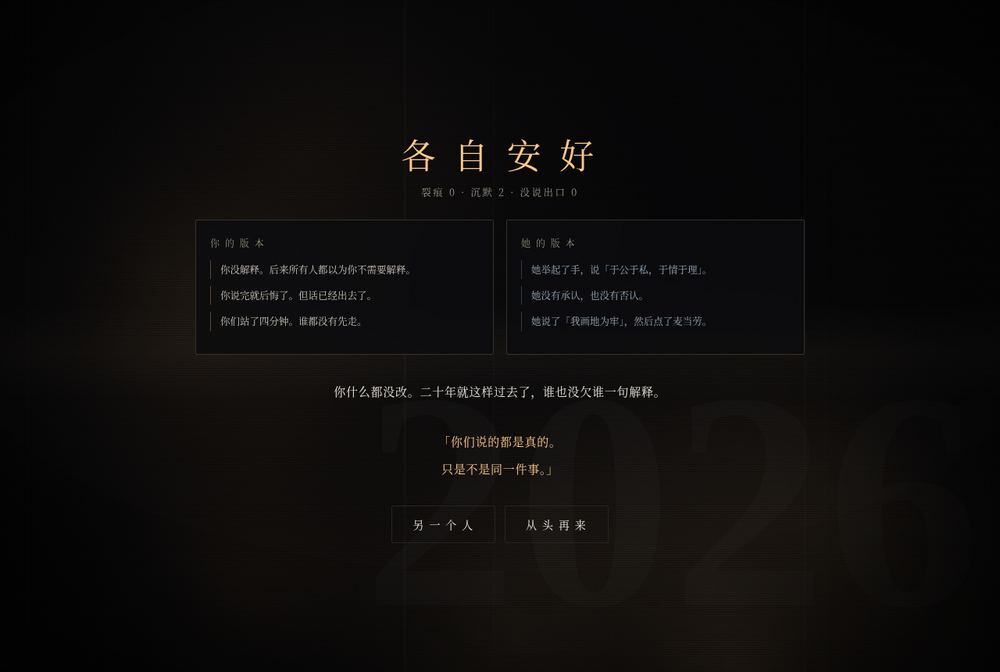 各自安好
裂痕 0 · 沉默 2 · 没说出口 0
你的版本
你没解释。后来所有人都以为你不需要解释。
你说完就后悔了。但话已经出去了。
你们站了四分钟。谁都没有先走。
她的版本
她举起了手，说「于公于私，于情于理」。
她没有承认，也没有否认。
她说了「我画地为牢」，然后点了麦当劳。
你什么都没改。二十年就这样过去了，谁也没欠谁一句解释。
「你们说的都是真的。
只是不是同一件事。」
另一个人
从头再来
2026